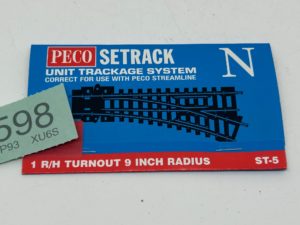 PECO SETRACK
N
UNIT TRACKAGE SYSTEM
CORRECT FOR USE WITH PECO STREAMLINE
598
P93 XU6S
1 R/H TURNOUT 9 INCH RADIUS
ST-5